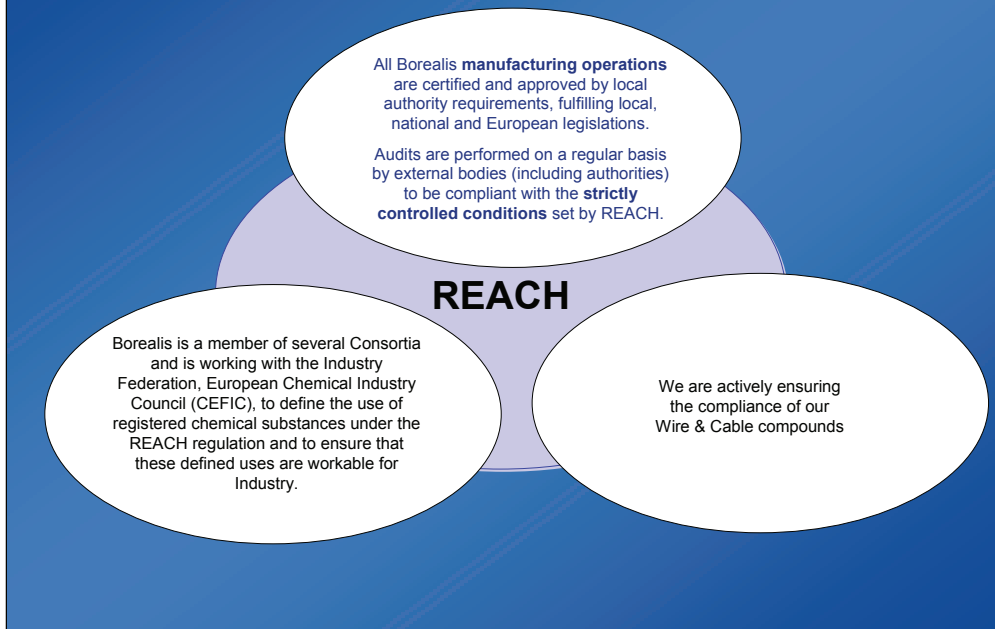 All Borealis manufacturing operations
are certified and approved by local
authority requirements, fulfilling local,
national and European legislations.
Audits are performed on a regular basis
by external bodies (including authorities)
to be compliant with the strictly
controlled conditions set by REACH.
REACH
Borealis is a member of several Consortia
and is working with the Industry
Federation, European Chemical Industry
Council (CEFIC), to define the use of
registered chemical substances under the
REACH regulation and to ensure that
these defined uses are workable for
Industry.
We are actively ensuring
the compliance of our
Wire & Cable compounds